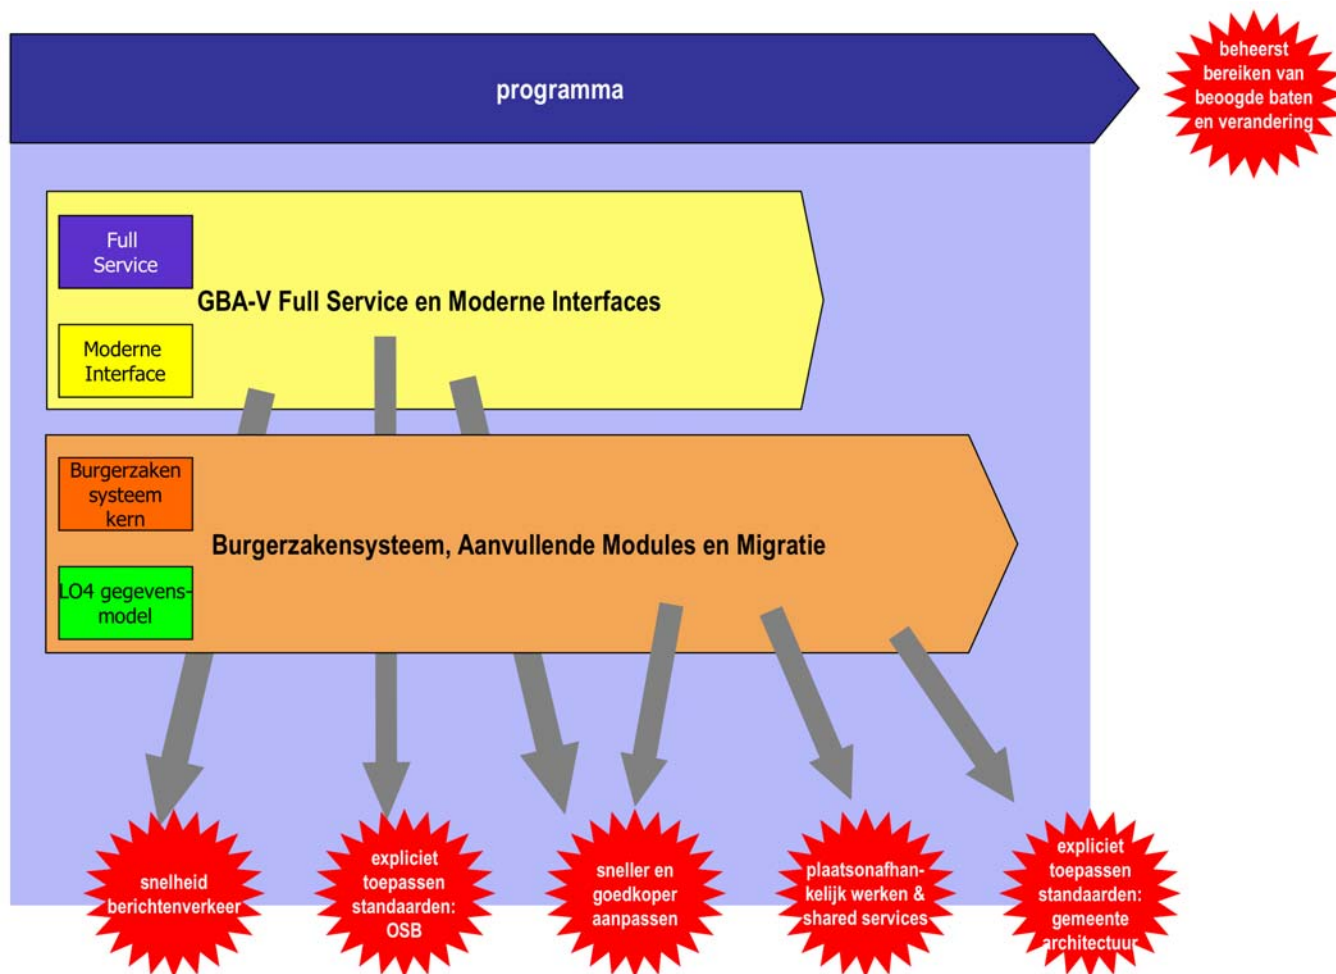 programma
beheerst
bereiken van
beoogde baten
en verandering
Full
Service
GBA-V Full Service en Moderne Interfaces
Moderne
Interface
Burgerzaken
systeem
kern
Burgerzakensysteem, Aanvullende Modules en Migratie
LO4 gegevens-
model
snelheid
berichtenverkeer
expliciet
toepassen
standaarden:
OSB
sneller en
goedkoper
aanpassen
plaatsonafhan-
kelijk werken &
shared services
expliciet
toepassen
standaarden:
gemeente
architectuur